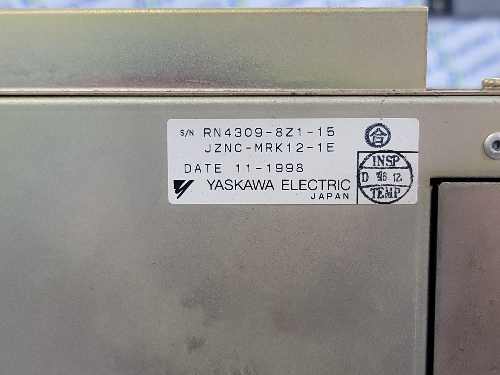 S/N RN4309-8Z1-15
JZNC-MRK12-1E
合
DATE 11-1998
YASKAWA ELECTRIC
JAPAN
INSP
D '98.12.
TEMP